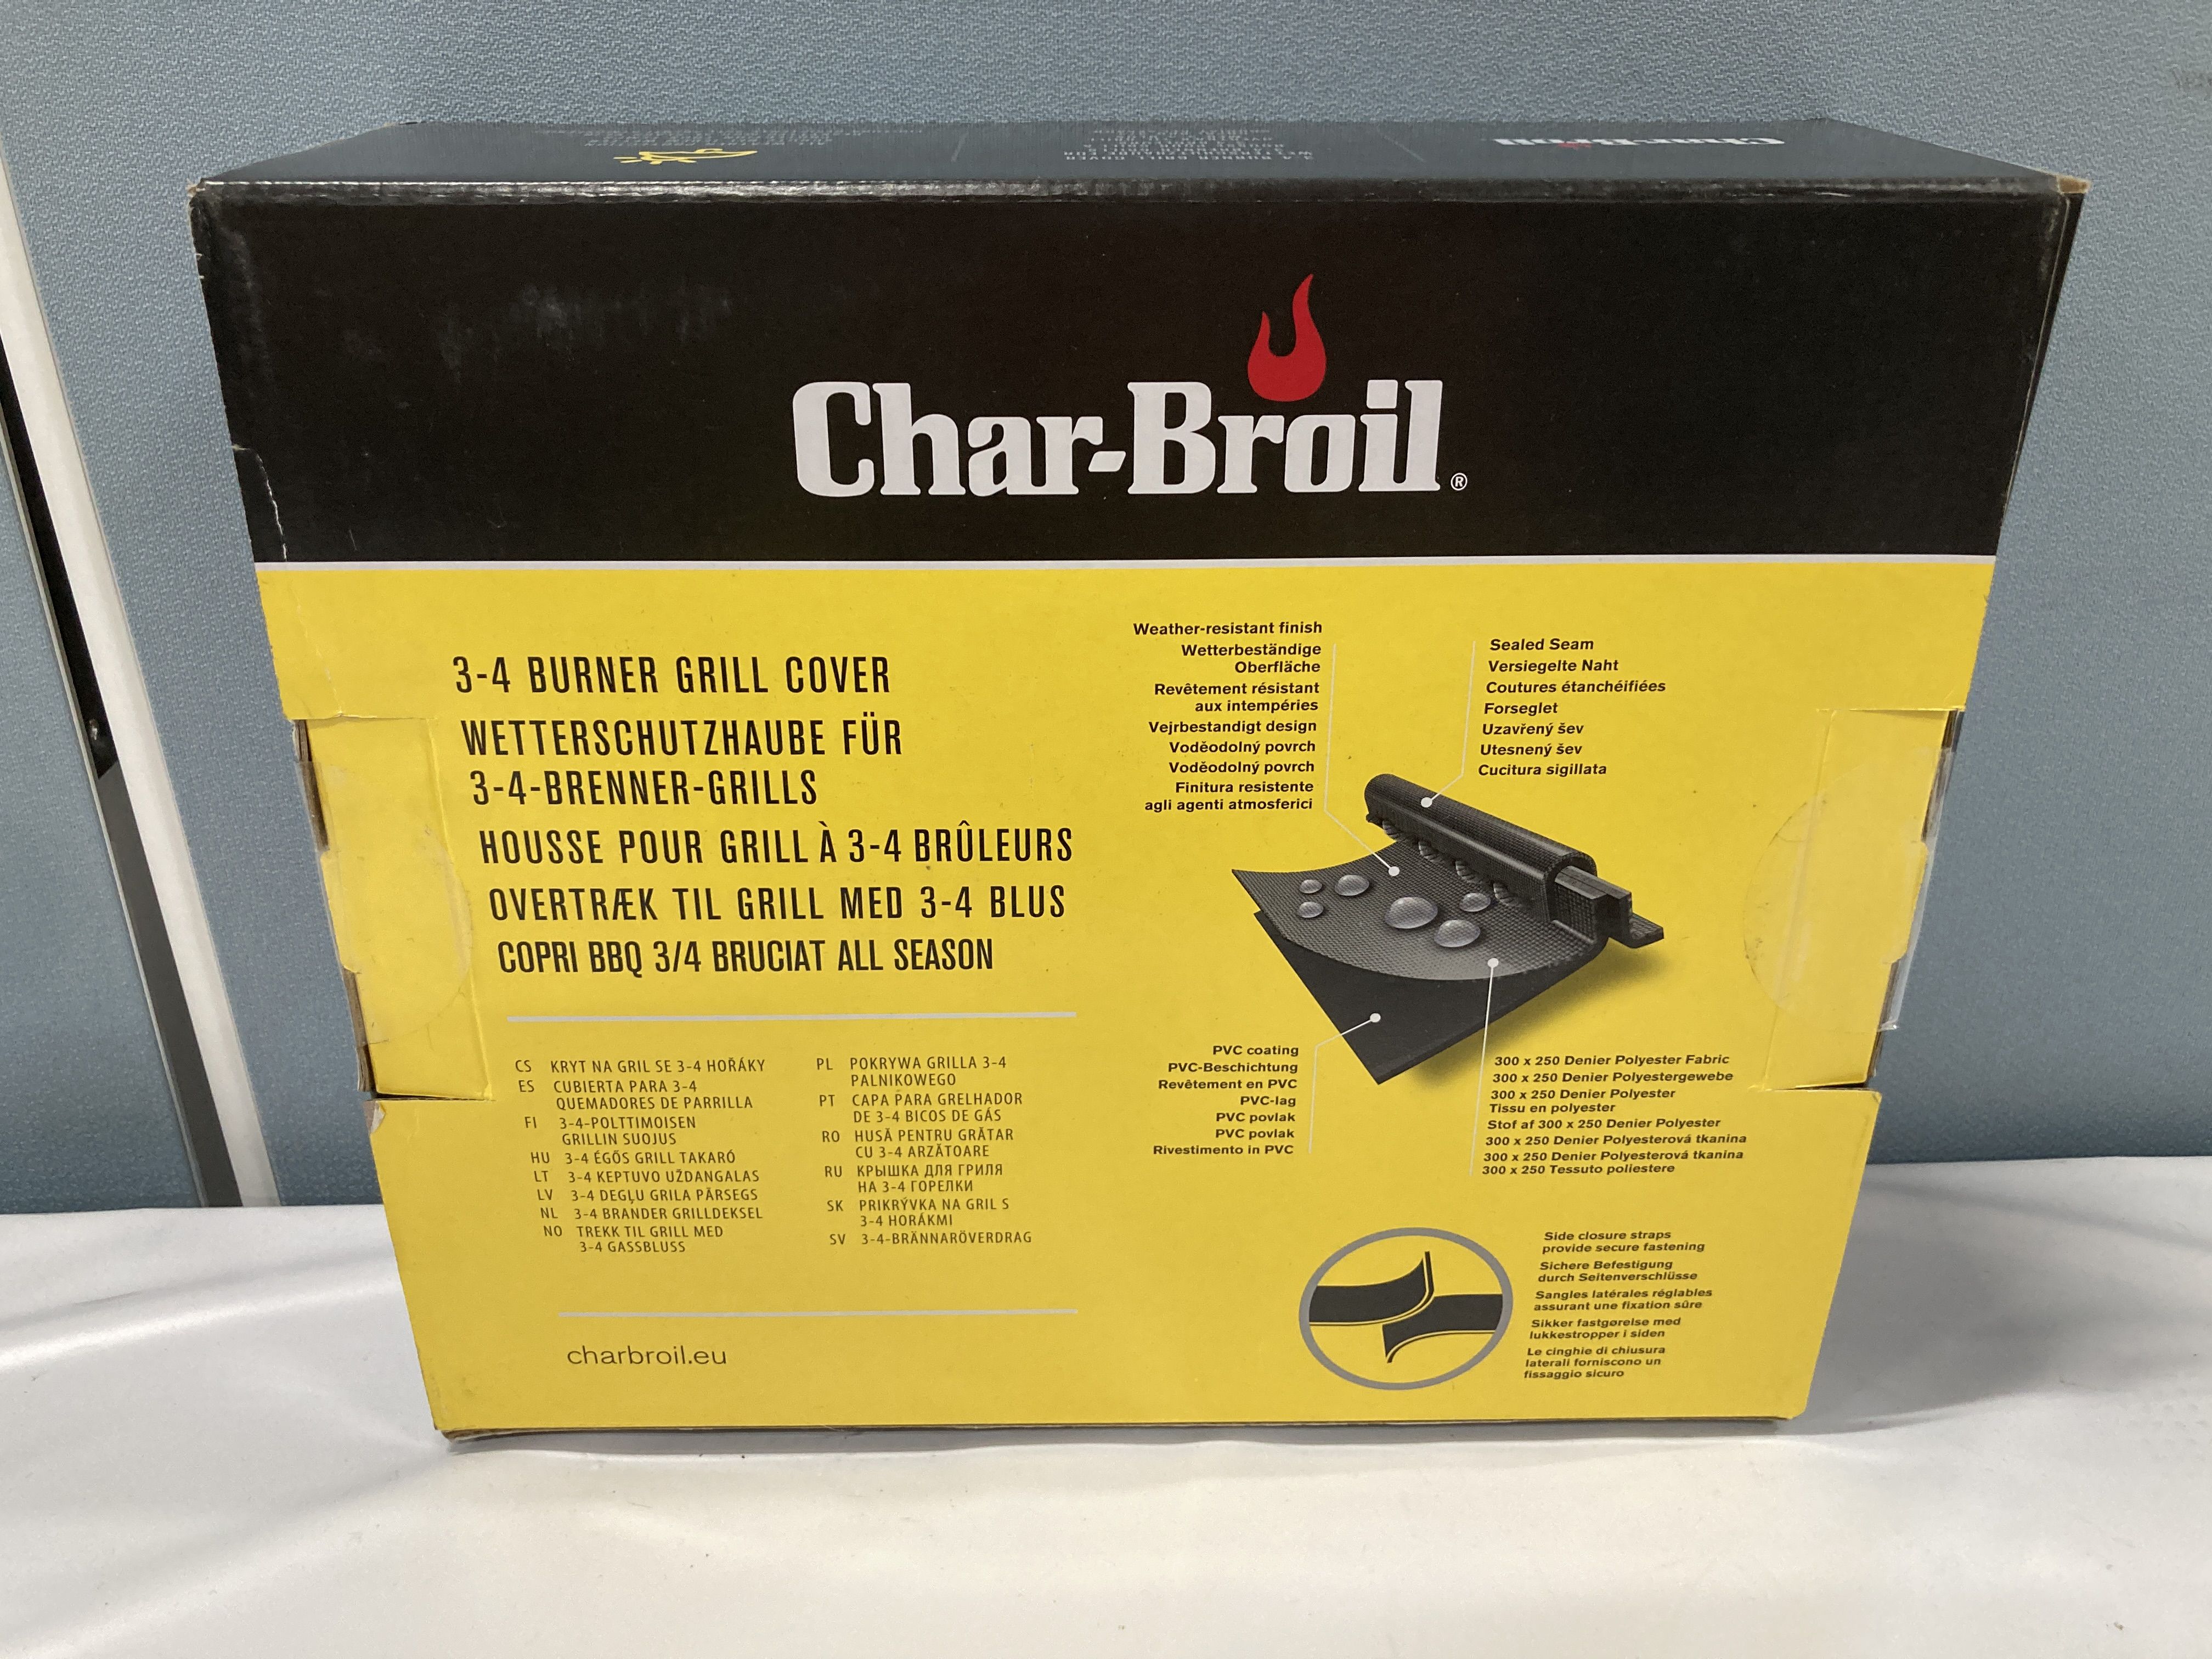 Char-Broil
3-4 BURNER GRILL COVER
Char-Broil®
3-4 BURNER GRILL COVER
WETTERSCHUTZHAUBE FÜR
3-4-BRENNER-GRILLS
HOUSSE POUR GRILL À 3-4 BRÛLEURS
OVERTRÆK TIL GRILL MED 3-4 BLUS
COPRI BBQ 3/4 BRUCIAT ALL SEASON
CS KRYT NA GRIL SE 3-4 HOŘÁKY
ES CUBIERTA PARA 3-4
QUEMADORES DE PARRILLA
FI 3-4-POLTTIMOISEN
GRILLIN SUOJUS
HU 3-4 ÉGŐS GRILL TAKARÓ
LT 3-4 KEPTUVO UŽDANGALAS
LV 3-4 DEGĻU GRILA PĀRSEGS
NL 3-4 BRANDER GRILLDEKSEL
NO TREKK TIL GRILL MED
3-4 GASSBLUSS
PL POKRYWA GRILLA 3-4
PALNIKOWEGO
PT CAPA PARA GRELHADOR
DE 3-4 BICOS DE GÁS
RO HUSĂ PENTRU GRĂTAR
CU 3-4 ARZĂTOARE
RU КРЫШКА ДЛЯ ГРИЛЯ
НА 3-4 ГОРЕЛКИ
SK PRIKRÝVKA NA GRIL S
3-4 HORÁKMI
SV 3-4-BRÄNNARÖVERDRAG
charbroil.eu
Weather-resistant finish
Wetterbeständige
Oberfläche
Revêtement résistant
aux intempéries
Vejrbestandigt design
Voděodolný povrch
Voděodolný povrch
Finitura resistente
agli agenti atmosferici
Sealed Seam
Versiegelte Naht
Coutures étanchéifiées
Forseglet
Uzavřený šev
Utesnený šev
Cucitura sigillata
PVC coating
PVC-Beschichtung
Revêtement en PVC
PVC-lag
PVC povlak
PVC povlak
Rivestimento in PVC
300 x 250 Denier Polyester Fabric
300 x 250 Denier Polyestergewebe
300 x 250 Denier Polyester
Tissu en polyester
Stof af 300 x 250 Denier Polyester
300 x 250 Denier Polyesterová tkanina
300 x 250 Denier Polyesterová tkanina
300 x 250 Tessuto poliestere
Side closure straps
provide secure fastening
Sichere Befestigung
durch Seitenverschlüsse
Sangles latérales réglables
assurant une fixation sûre
Sikker fastgørelse med
lukkestropper i siden
Le cinghie di chiusura
laterali forniscono un
fissaggio sicuro